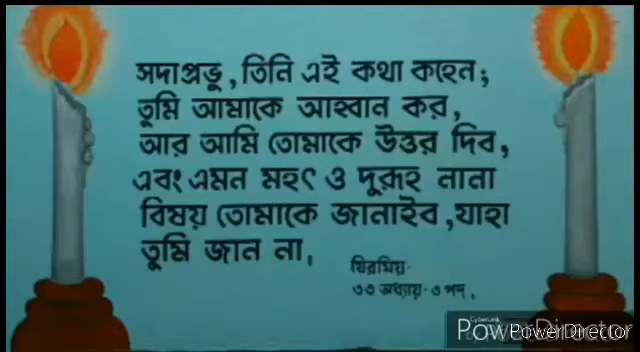 সদাপ্রভু, তিনি এই কথা কহেন;
তুমি আমাকে আহ্বান কর,
আর আমি তোমাকে উত্তর দিব,
এবং এমন মহৎ ও দুরূহ নানা
বিষয় তোমাকে জানাইব, যাহা
তুমি জান না,
যিরমিয়·
৩৩ অধ্যায়·৩ পদ,
CyberLink
PowerDirector